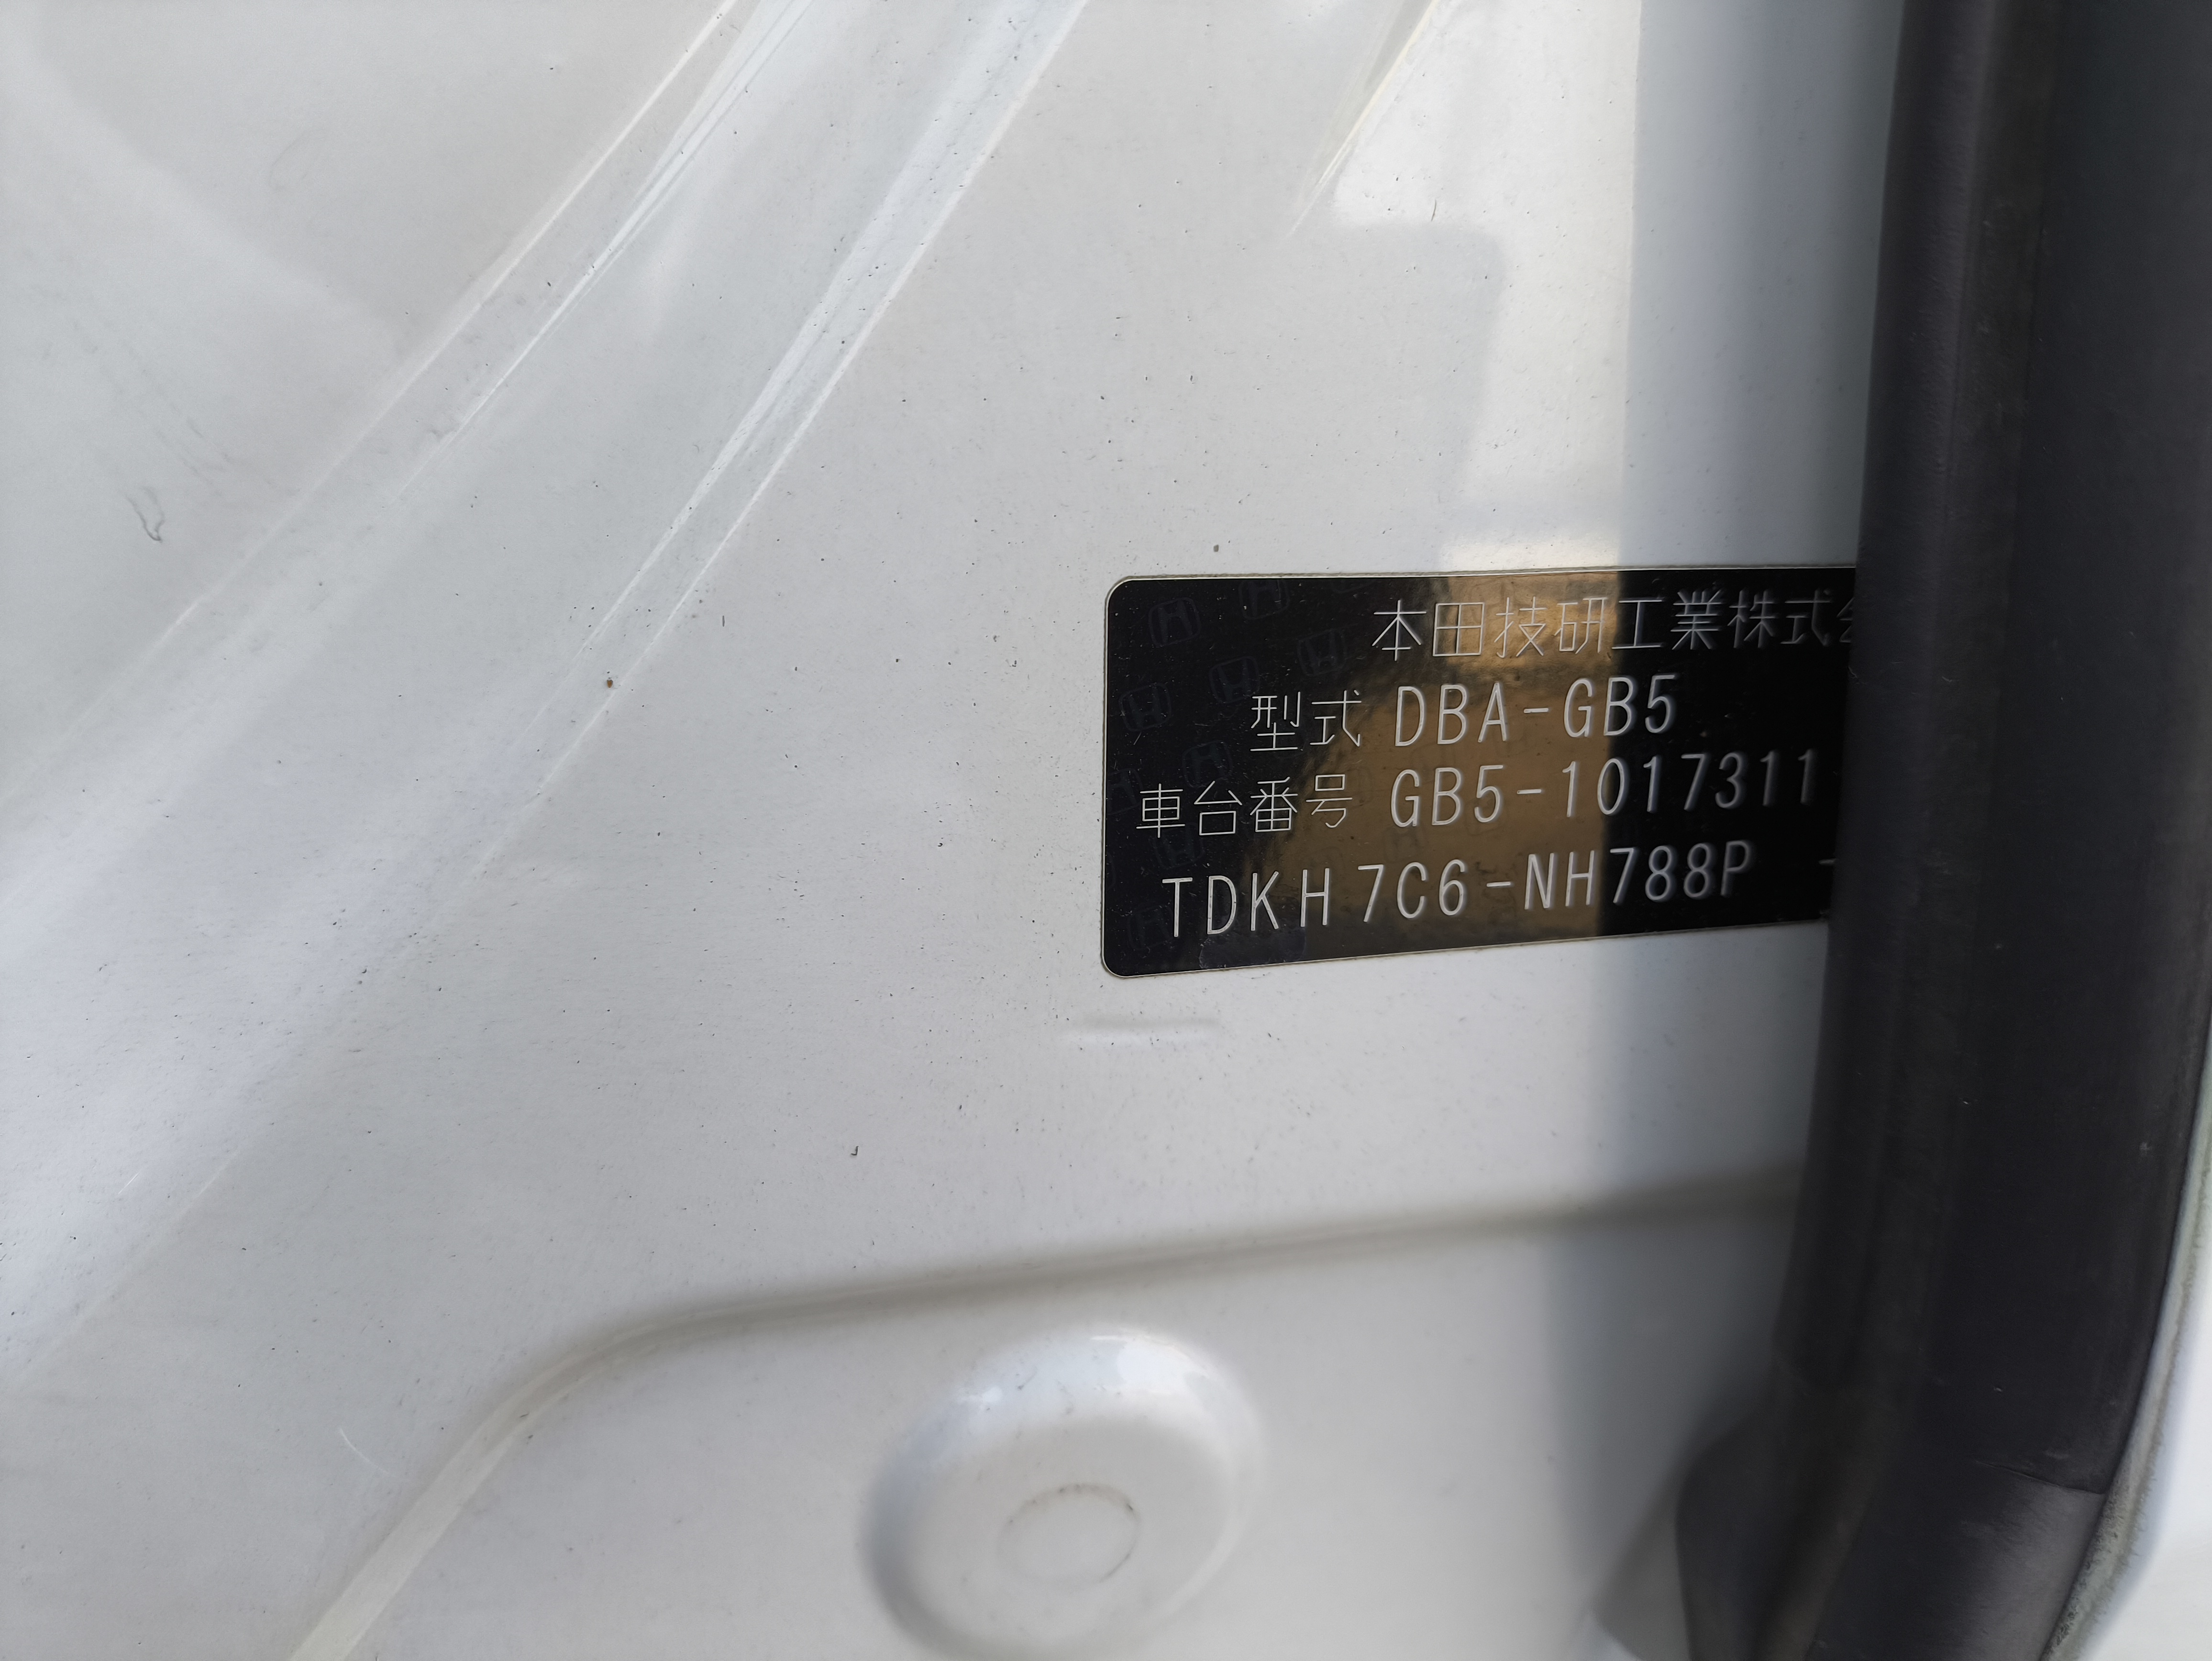 本田技研工業株式
型式 DBA-GB5
車台番号 GB5-1017311
TDKH7C6-NH788P -